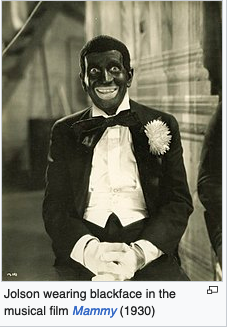 Jolson wearing blackface in the
musical film Mammy (1930)